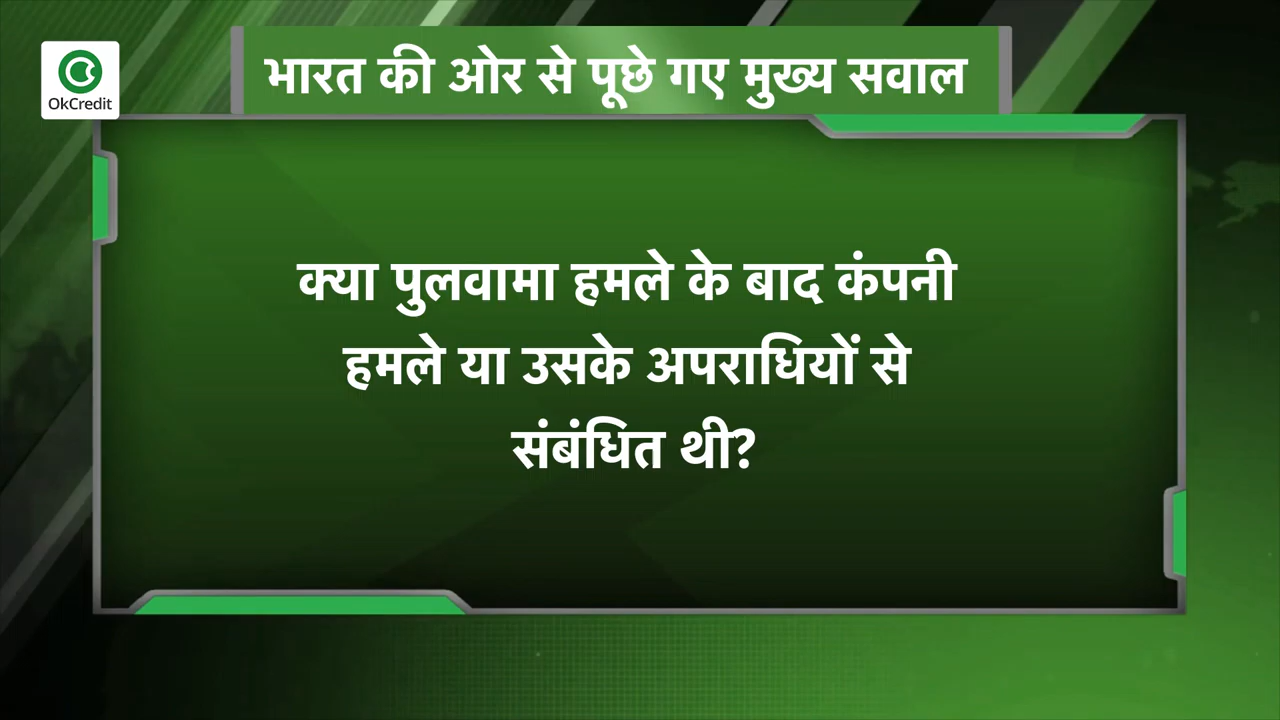 OkCredit
भारत की ओर से पूछे गए मुख्य सवाल
क्या पुलवामा हमले के बाद कंपनी
हमले या उसके अपराधियों से
संबंधित थी?